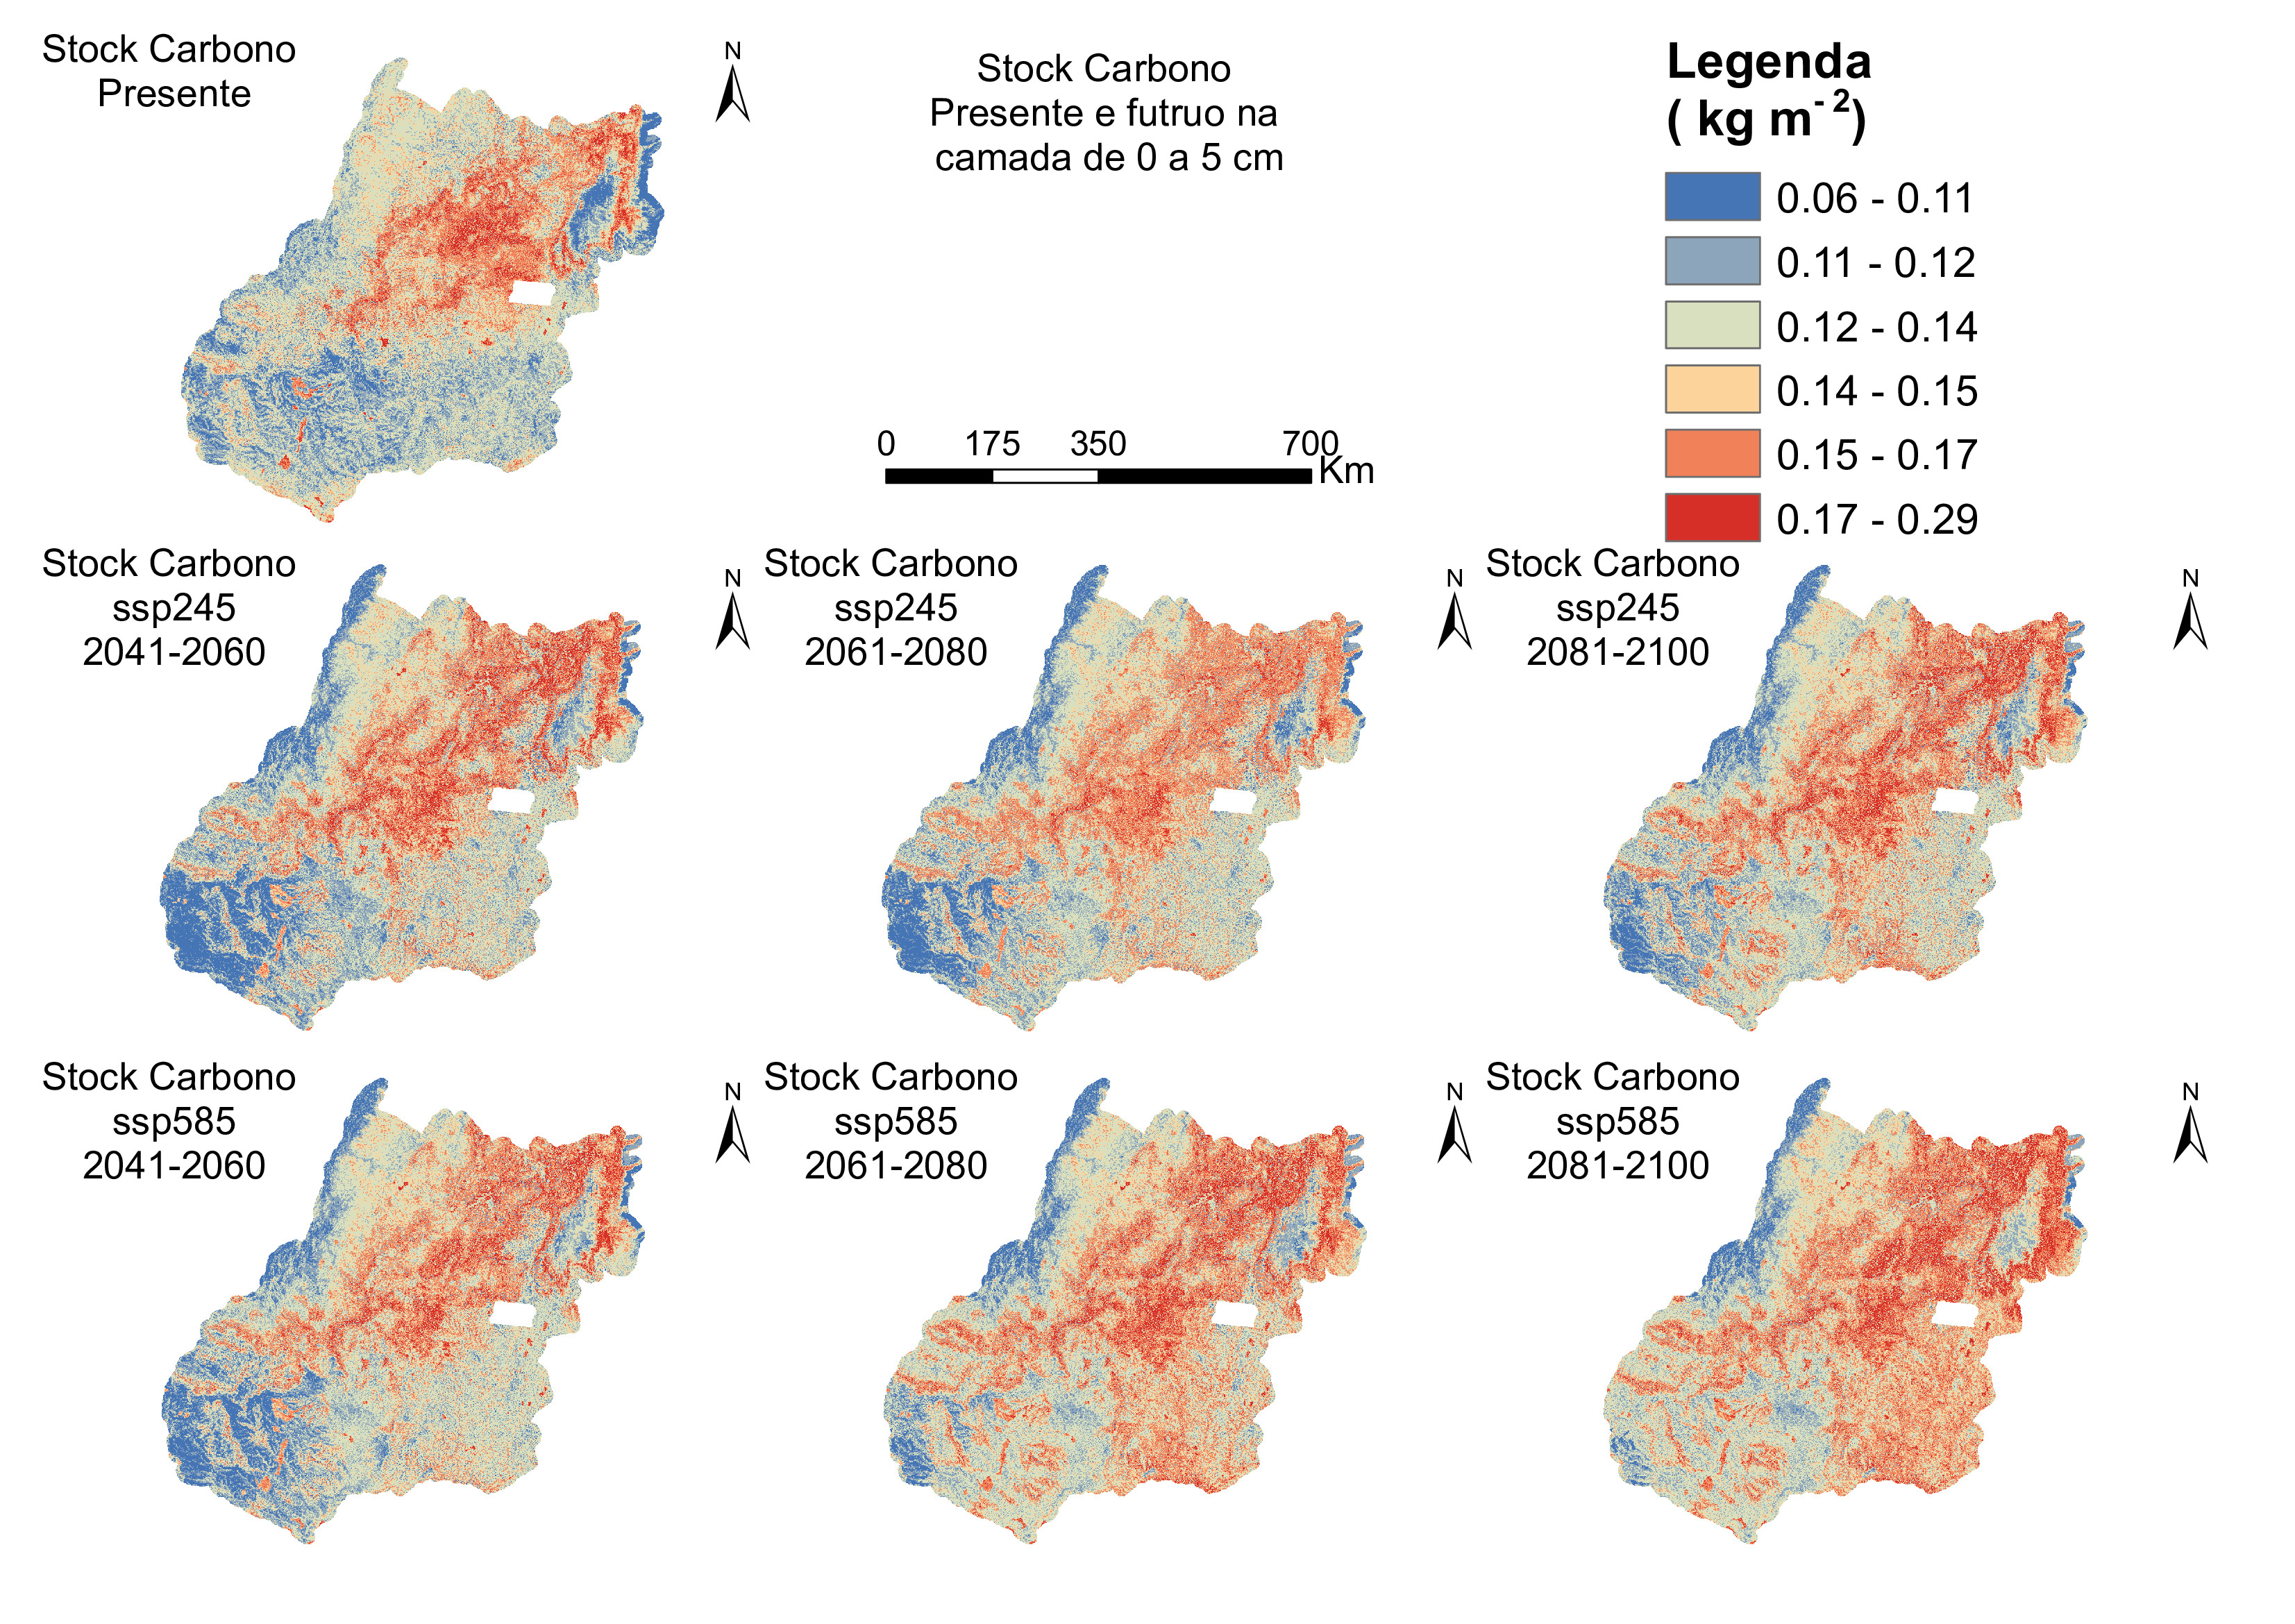 Stock Carbono
Presente
N
Stock Carbono
Presente e futruo na
camada de 0 a 5 cm
0 175 350 700
Km
Legenda
( kg m- 2)
0.06 - 0.11
0.11 - 0.12
0.12 - 0.14
0.14 - 0.15
0.15 - 0.17
0.17 - 0.29
Stock Carbono
ssp245
2041-2060
N
Stock Carbono
ssp245
2061-2080
N
Stock Carbono
ssp245
2081-2100
N
Stock Carbono
ssp585
2041-2060
N
Stock Carbono
ssp585
2061-2080
N
Stock Carbono
ssp585
2081-2100
N